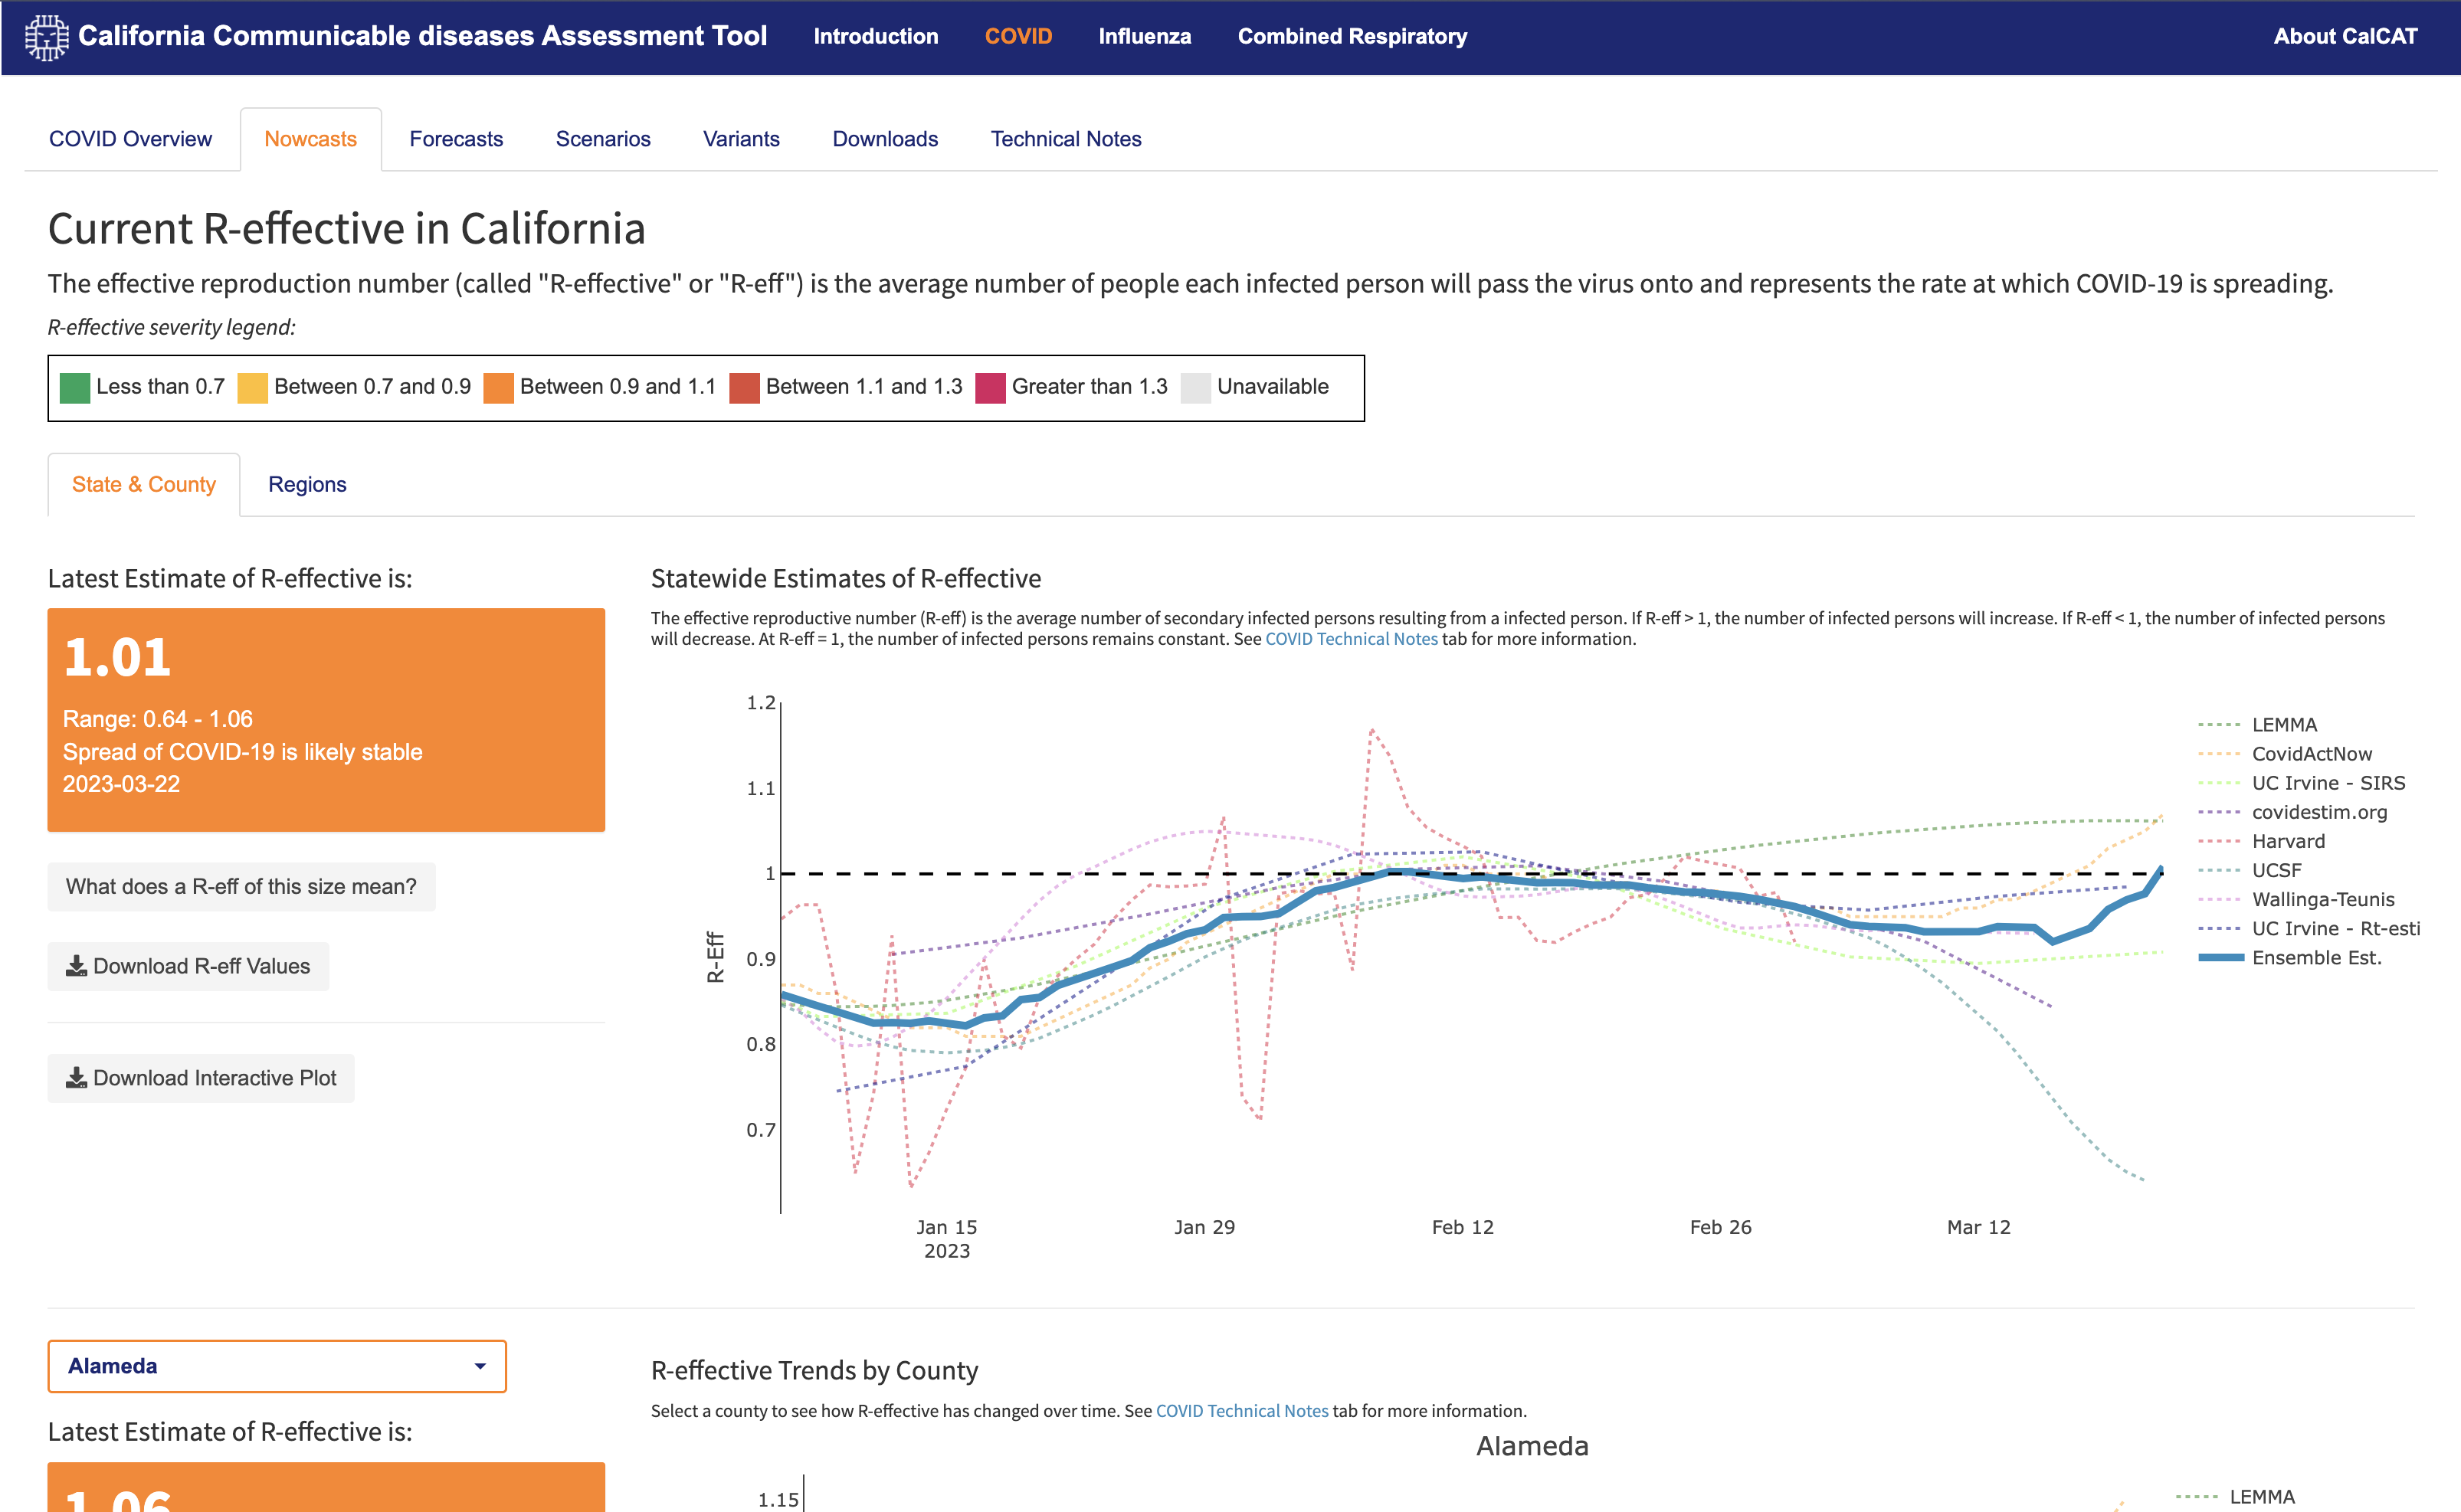 California Communicable diseases Assessment Tool
Introduction
COVID
Influenza
Combined Respiratory
About CalCAT
COVID Overview
Nowcasts
Forecasts
Scenarios
Variants
Downloads
Technical Notes
Current R-effective in California
The effective reproduction number (called "R-effective" or "R-eff") is the average number of people each infected person will pass the virus onto and represents the rate at which COVID-19 is spreading.
R-effective severity legend:
Less than 0.7
Between 0.7 and 0.9
Between 0.9 and 1.1
Between 1.1 and 1.3
Greater than 1.3
Unavailable
State & County
Regions
Latest Estimate of R-effective is:
1.01
Range: 0.64 - 1.06
Spread of COVID-19 is likely stable
2023-03-22
What does a R-eff of this size mean?
Download R-eff Values
Download Interactive Plot
Statewide Estimates of R-effective
The effective reproductive number (R-eff) is the average number of secondary infected persons resulting from a infected person. If R-eff > 1, the number of infected persons will increase. If R-eff < 1, the number of infected persons
will decrease. At R-eff = 1, the number of infected persons remains constant. See COVID Technical Notes tab for more information.
1.2
1.1
1
0.9
0.8
0.7
R-Eff
Jan 15
2023
Jan 29
Feb 12
Feb 26
Mar 12
LEMMA
CovidActNow
UC Irvine - SIRS
covidestim.org
Harvard
UCSF
Wallinga-Teunis
UC Irvine - Rt-esti
Ensemble Est.
Alameda
Latest Estimate of R-effective is:
1.06
R-effective Trends by County
Select a county to see how R-effective has changed over time. See COVID Technical Notes tab for more information.
Alameda
1.15
LEMMA